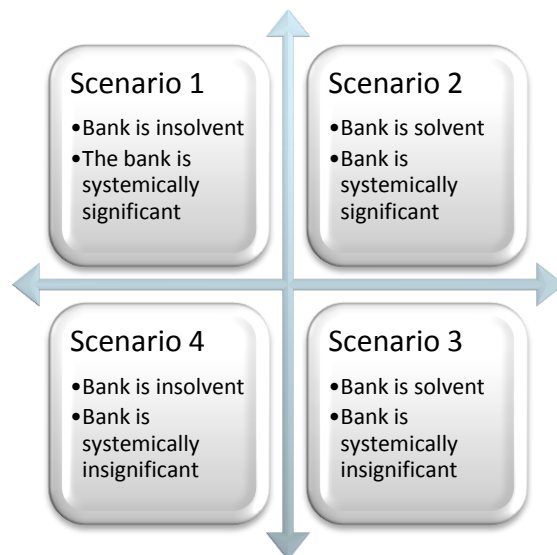 Scenario 1
•Bank is insolvent
•The bank is
systemically
significant
Scenario 2
•Bank is solvent
•Bank is
systemically
significant
Scenario 4
•Bank is insolvent
•Bank is
systemically
insignificant
Scenario 3
•Bank is solvent
•Bank is
systemically
insignificant